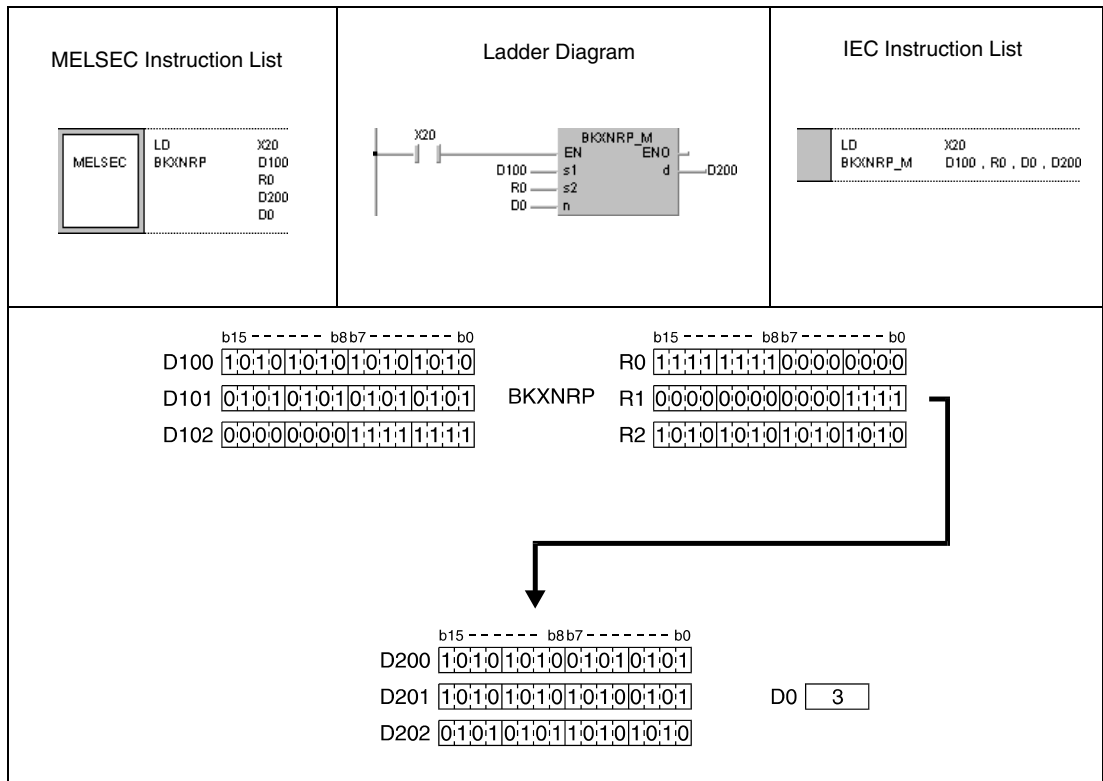 MELSEC Instruction List
MELSEC
LD X20
BKXNRP D100
R0
D200
D0
Ladder Diagram
X20
BKXNRP_M
EN ENO
D100 s1 d D200
R0 s2
D0 n
IEC Instruction List
LD X20
BKXNRP_M D100 , R0 , D0 , D200
b15 - - - - - - b8 b7 - - - - - - - b0
D100 1010101010101010
D101 0101010101010101
D102 0000000011111111
BKXNRP
b15 - - - - - - b8 b7 - - - - - - - b0
R0 1111111100000000
R1 0000000000001111
R2 1010101010101010
b15 - - - - - - b8 b7 - - - - - - - b0
D200 1010101001010101
D201 1010101010100101
D202 0101010110101010
D0 3